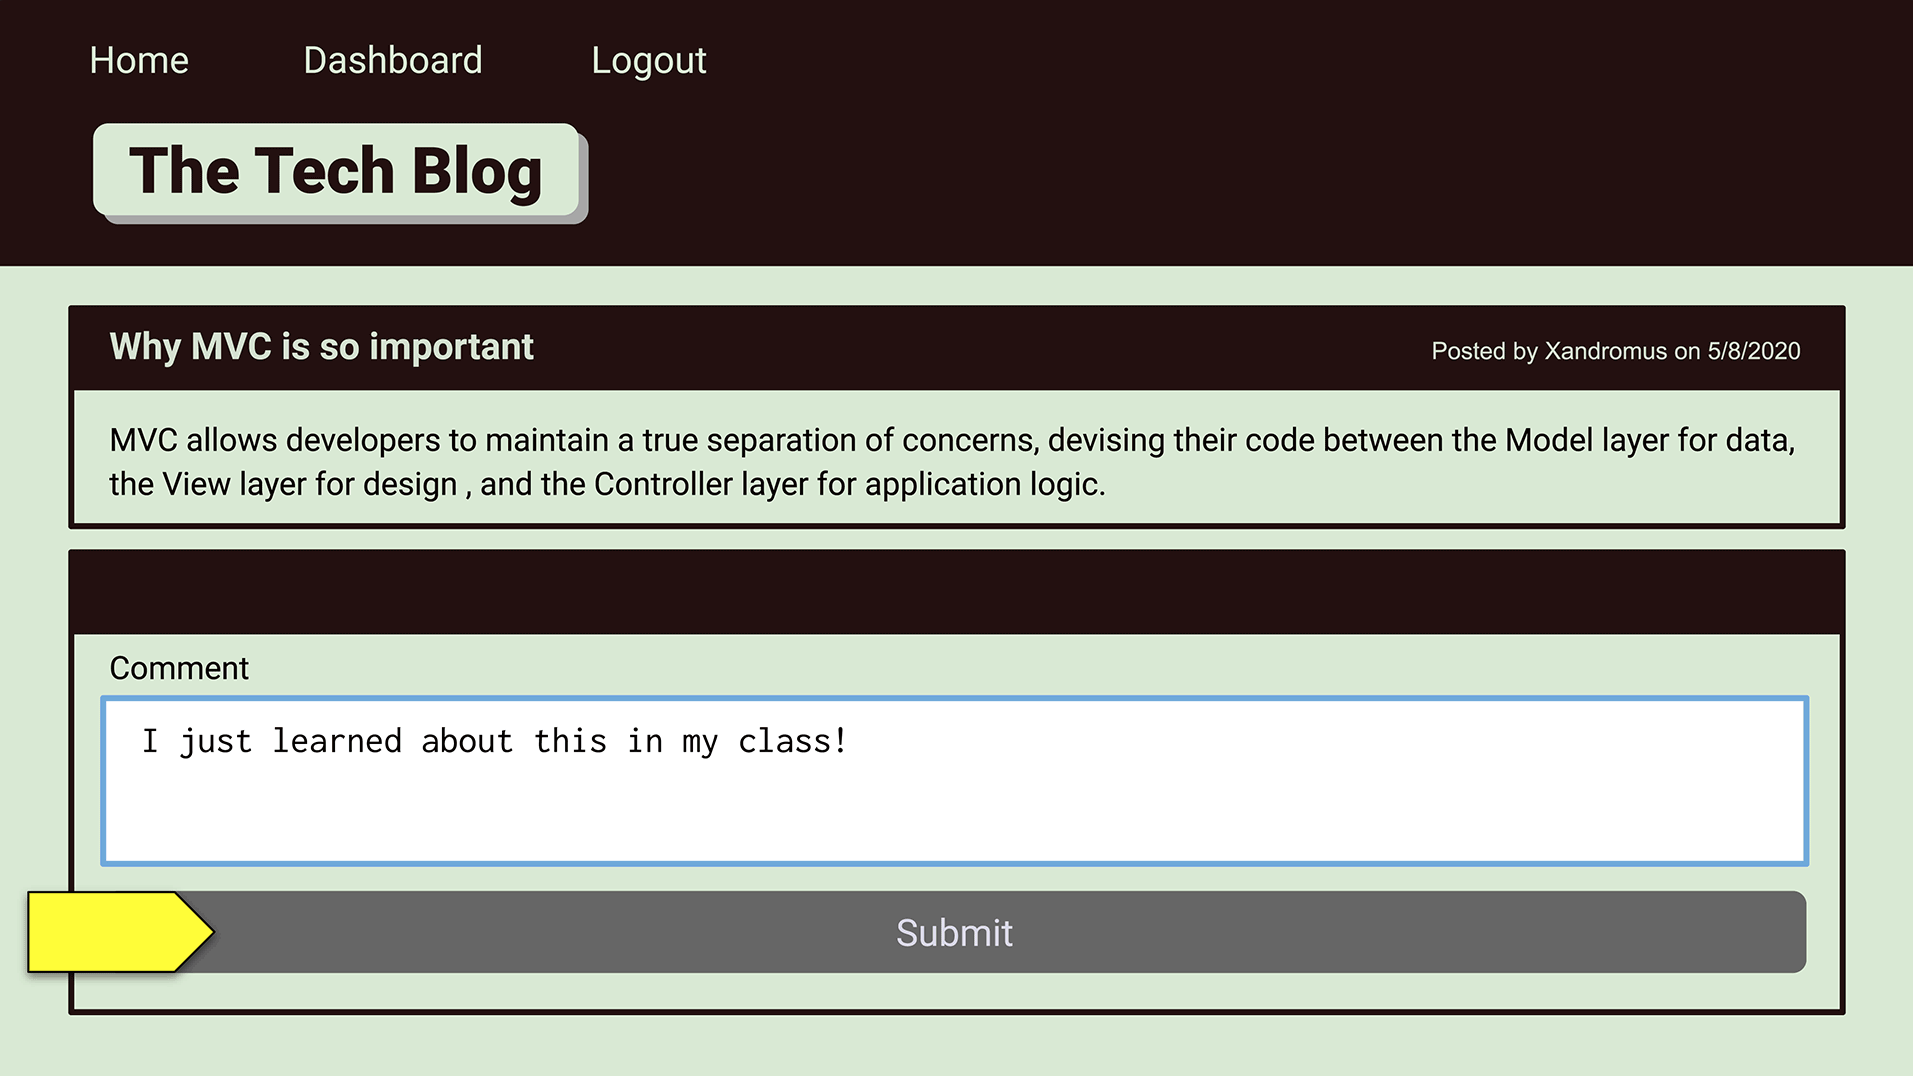 Home Dashboard Logout
The Tech Blog
Why MVC is so important
Posted by Xandromus on 5/8/2020
MVC allows developers to maintain a true separation of concerns, devising their code between the Model layer for data,
the View layer for design , and the Controller layer for application logic.
Comment
I just learned about this in my class!
Submit